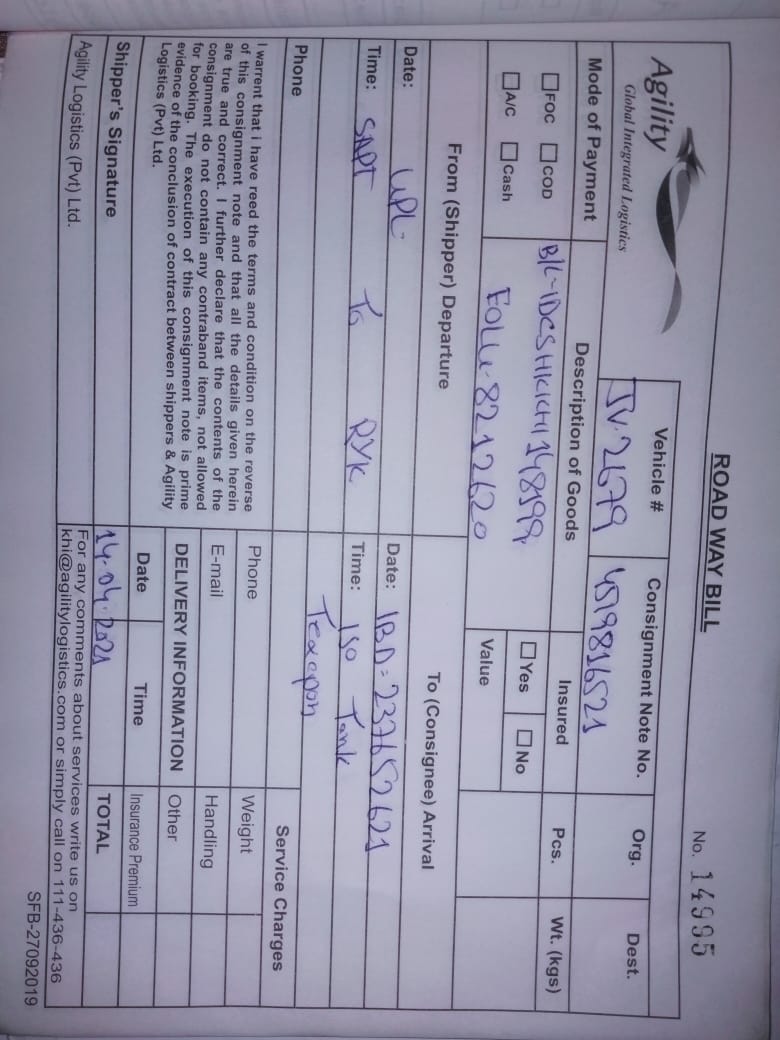 ROAD WAY BILL
No. 14995
Agility
Global Integrated Logistics
Vehicle #
JV-2679
Consignment Note No.
4519816521
Org.
Dest.
Mode of Payment
FOC
COD
A/C
Cash
Description of Goods
B/L-IDCSHKKHI148199
EOLU-8212620
Insured
Yes
No
Value
Pcs.
Wt. (kgs)
From (Shipper) Departure
Date: UPL
Time: SAPT To RYK
Phone
To (Consignee) Arrival
Date: IBD=237652621
Time: ISO Tank
Texapon
I warrent that i have reed the terms and condition on the reverse
of this consignment note and that all the details given herein
are true and correct. I further declare that the contents of the
consignment do not contain any contraband items, not allowed
for booking. The execution of this consignment note is prime
evidence of the conclusion of contract between shippers & Agility
Logistics (Pvt) Ltd.
Shipper's Signature
Agility Logistics (Pvt) Ltd.
Phone
E-mail
DELIVERY INFORMATION
Date
Time
14-04-2021
Service Charges
Weight
Handling
Other
Insurance Premium
TOTAL
For any comments about services write us on
khi@agilitylogistics.com or simply call on 111-436-436
SFB-27092019